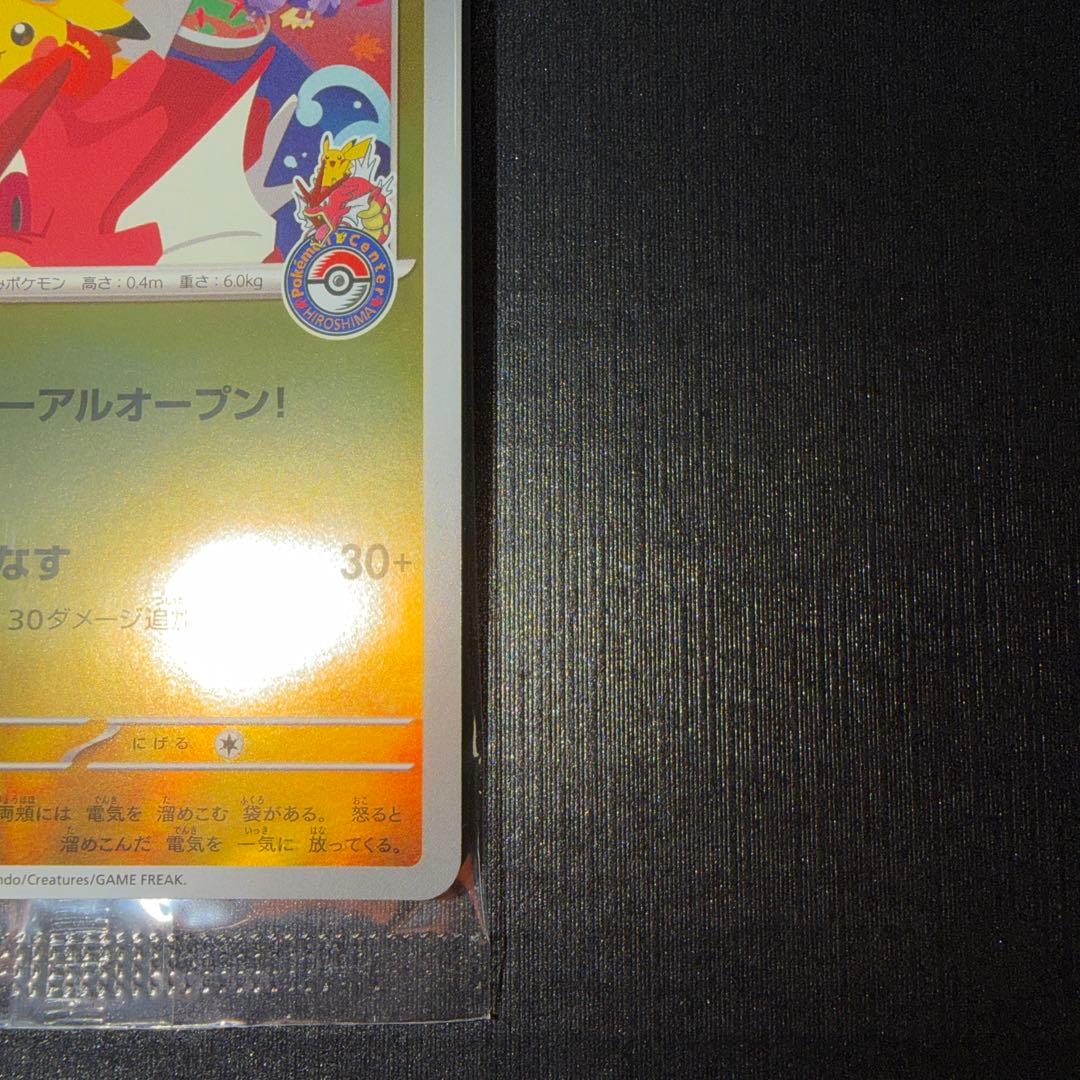 みポケモン 高さ：0.4m 重さ：6.0kg
Pokémon Center
HIROSHIMA
ーアルオープン！
なす 30+
30ダメージ追加
にげる
両頬には 電気を 溜めこむ 袋がある。 怒ると
溜めこんだ 電気を 一気に 放ってくる。
ndo/Creatures/GAME FREAK.